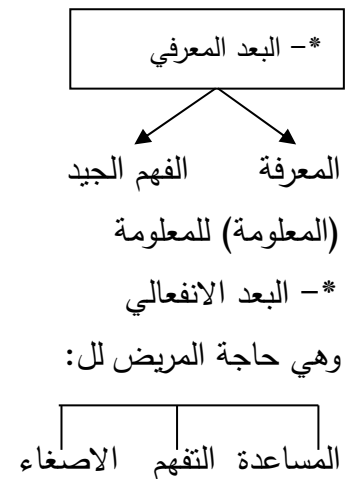 *- البعد المعرفي
المعرفة الفهم الجيد
(المعلومة) للمعلومة
*- البعد الانفعالي
وهي حاجة المريض لل:
المساعدة التفهم الاصغاء